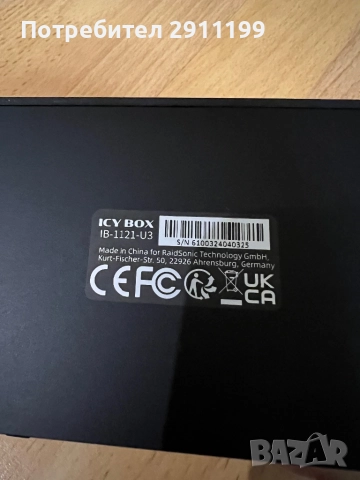 Потребител 2911199
ICY BOX
IB-1121-U3
S/N 6100324040325
Made in China for RaidSonic Technology GmbH,
Kurt-Fischer-Str. 50, 22926 Ahrensburg, Germany
CE FC UK CA
BAZAR